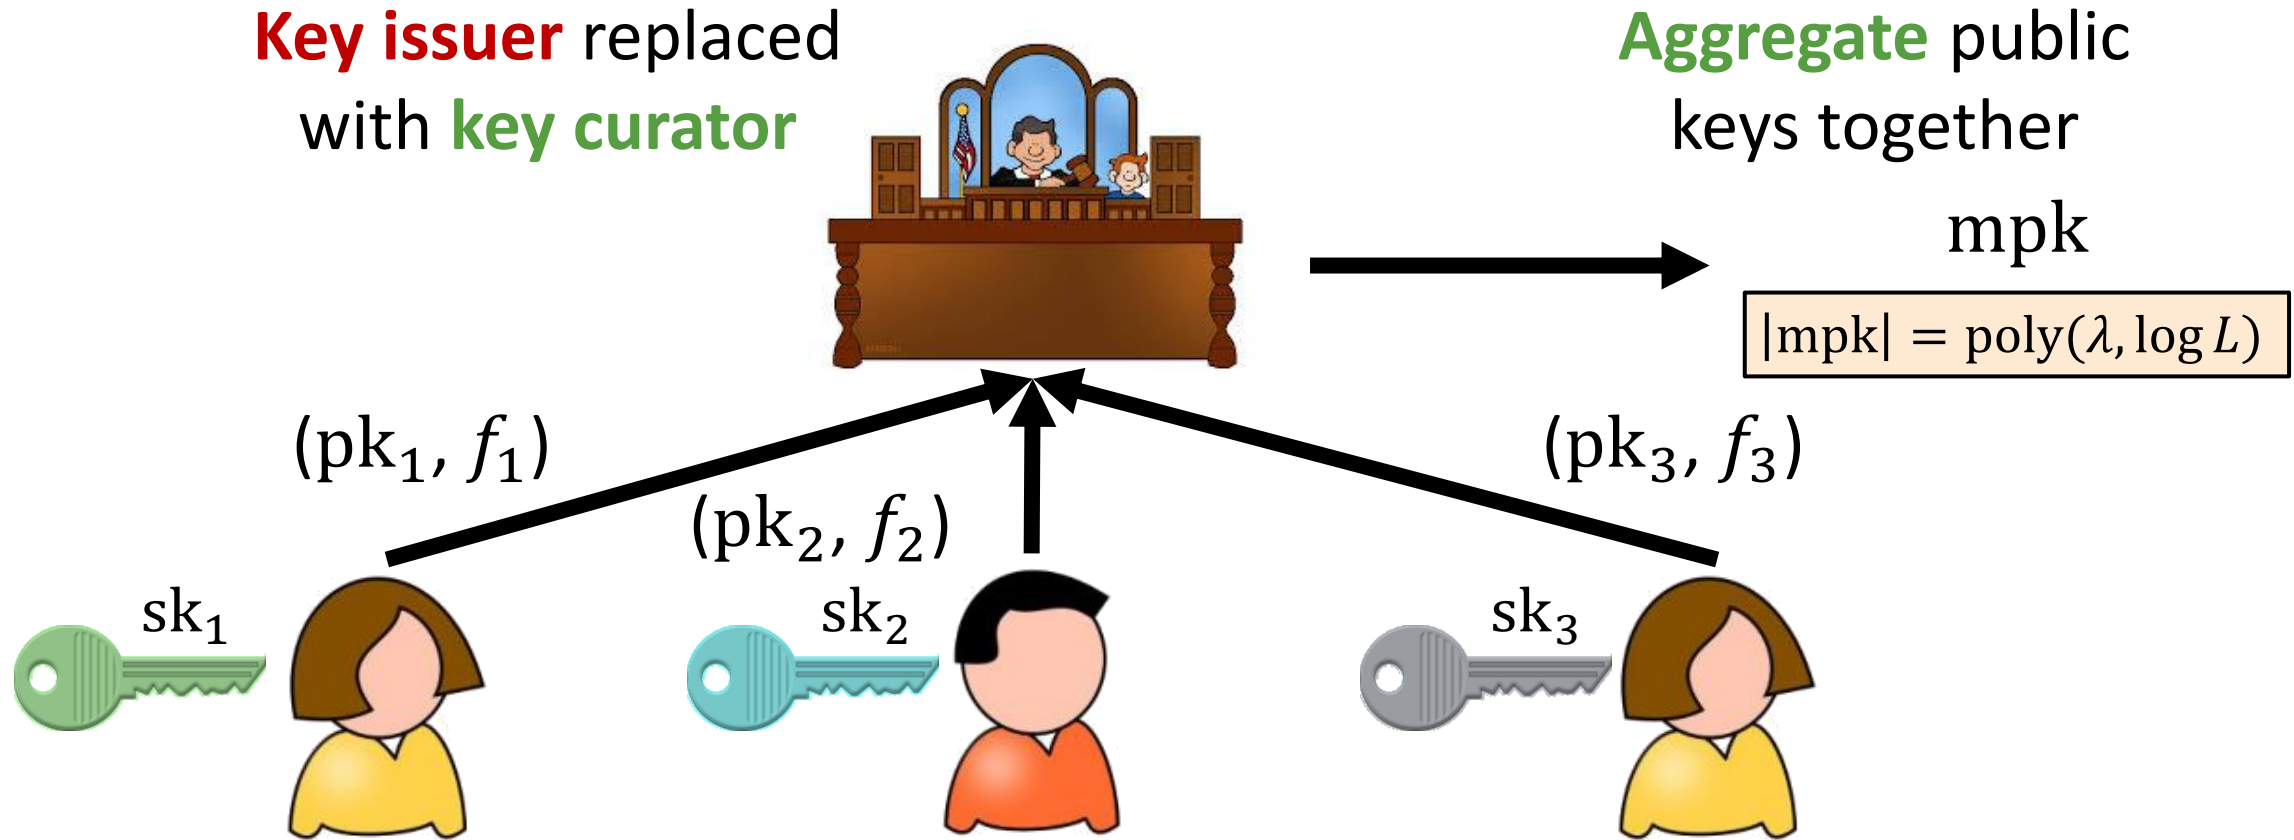 Key issuer replaced
with key curator
Aggregate public
keys together
mpk
|mpk| = poly(λ, log L)
(pk₁, f₁)
(pk₂, f₂)
(pk₃, f₃)
sk₁
sk₂
sk₃